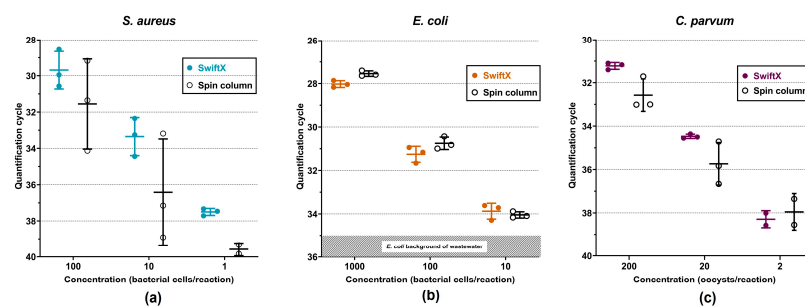 S. aureus
28
30
32
34
36
38
40
Quantification cycle
SwiftX
Spin column
100
10
1
Concentration (bacterial cells/reaction)
(a)
E. coli
26
28
30
32
34
36
Quantification cycle
SwiftX
Spin column
E. coli background of wastewater
1000
100
10
Concentration (bacterial cells/reaction)
(b)
C. parvum
30
32
34
36
38
40
Quantification cycle
SwiftX
Spin column
200
20
2
Concentration (oocysts/reaction)
(c)